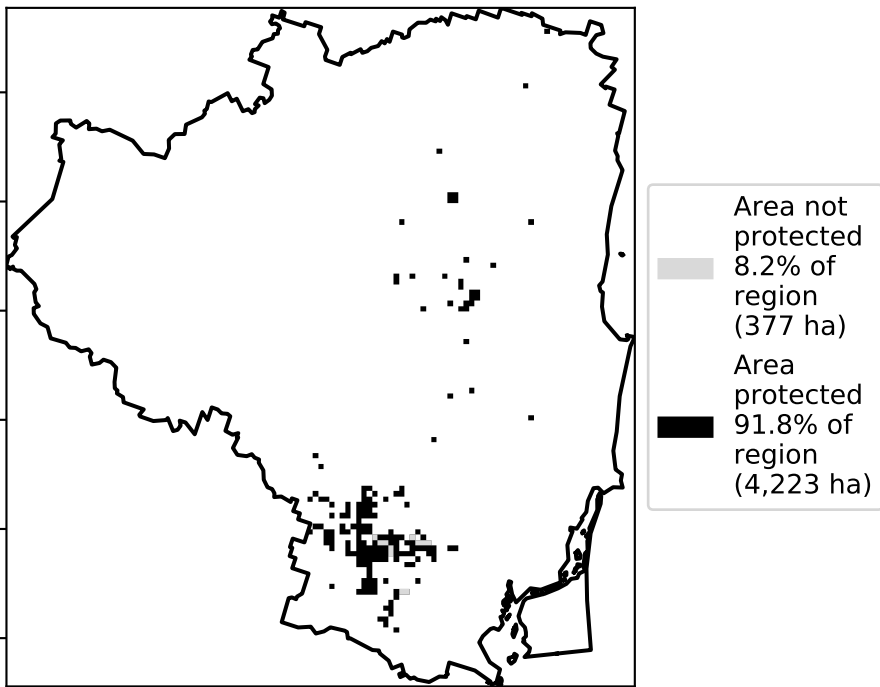 Area not
protected
8.2% of
region
(377 ha)
Area
protected
91.8% of
region
(4,223 ha)